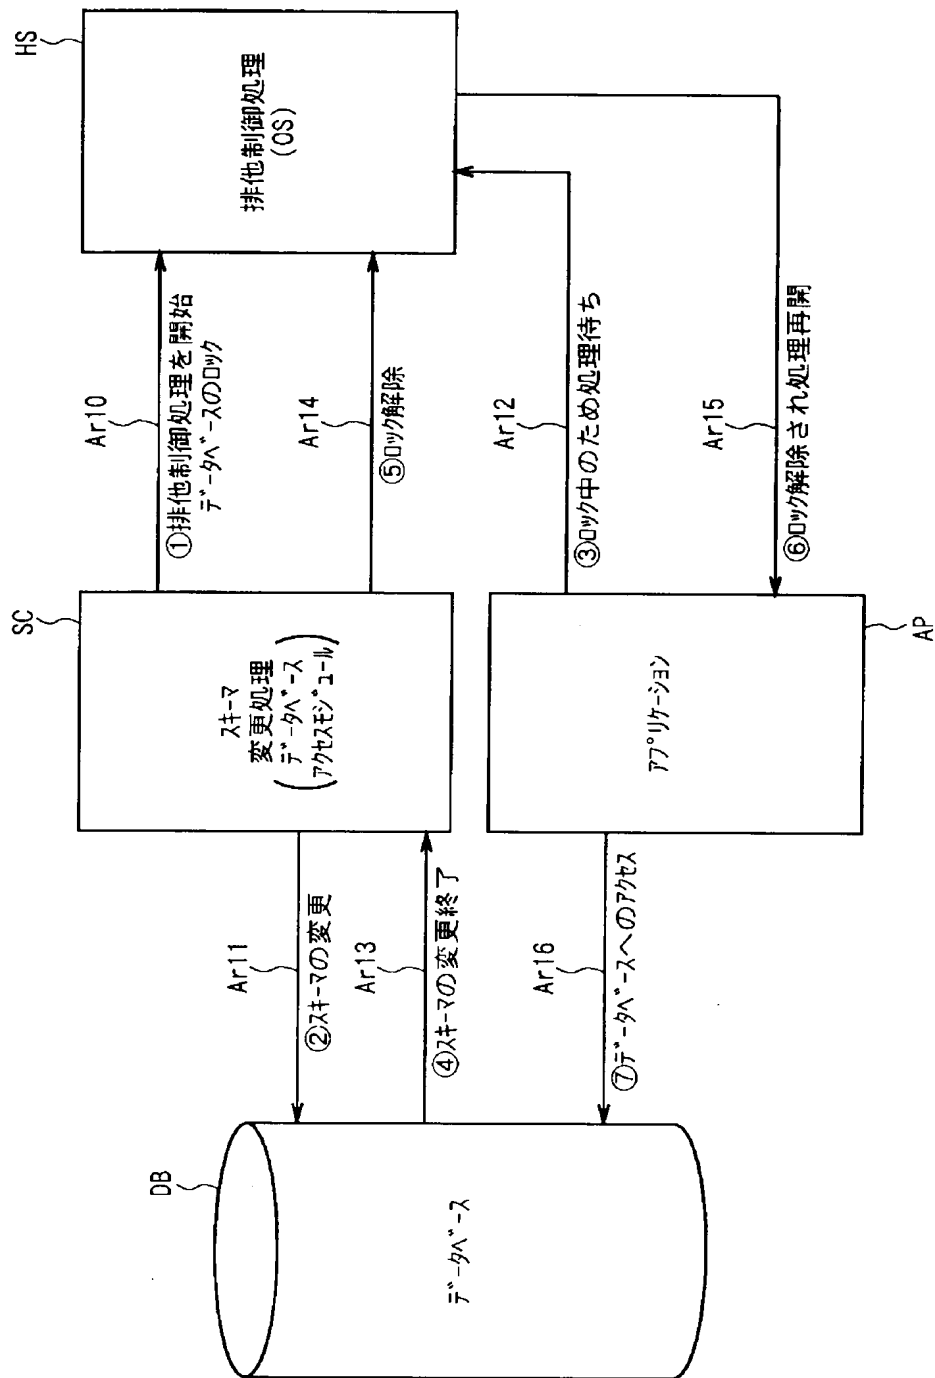 HS
排他制御処理
(OS)
Ar10
①排他制御処理を開始
データベースのロック
Ar14
⑤ロック解除
Ar12
③ロック中のため処理待ち
Ar15
⑥ロック解除され処理再開
SC
スキーマ
変更処理
(データベース
アクセスモジュール)
AP
アプリケーション
Ar11
②スキーマの変更
Ar13
④スキーマの変更終了
Ar16
⑦データベースへのアクセス
DB
データベース